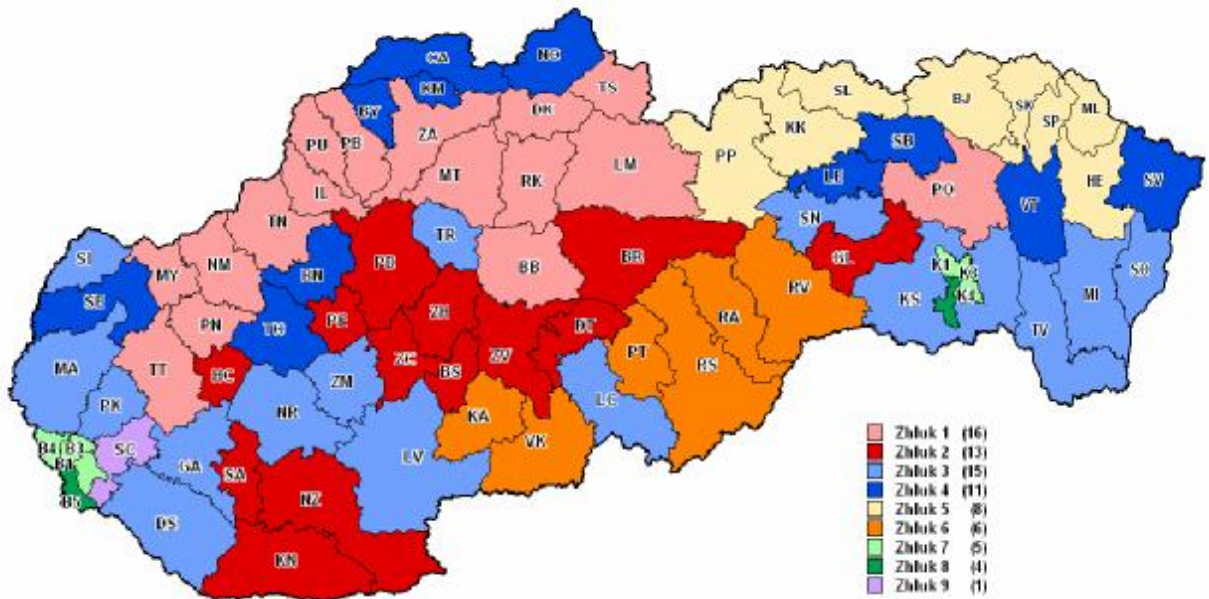 CA
NO
KM
TS
BY
DK
SL
BJ
SK
ML
SP
ZA
PU
PB
KK
SB
PP
MT
RK
LM
LE
PO
HE
SV
IL
VT
TN
SN
TR
SI
BN
PD
BB
BR
GL
SO
MY
NM
K1
K3
RV
K4
SB
KS
MI
PN
TO
PE
ZH
RA
TV
DT
MA
TT
HC
ZM
ZC
BS
ZV
PT
RS
PK
NR
LC
KA
B4
B3
SC
VK
B1
GA
LV
SA
B5
NZ
DS
KN
Zhluk 1 (16)
Zhluk 2 (13)
Zhluk 3 (15)
Zhluk 4 (11)
Zhluk 5 (8)
Zhluk 6 (6)
Zhluk 7 (5)
Zhluk 8 (4)
Zhluk 9 (1)